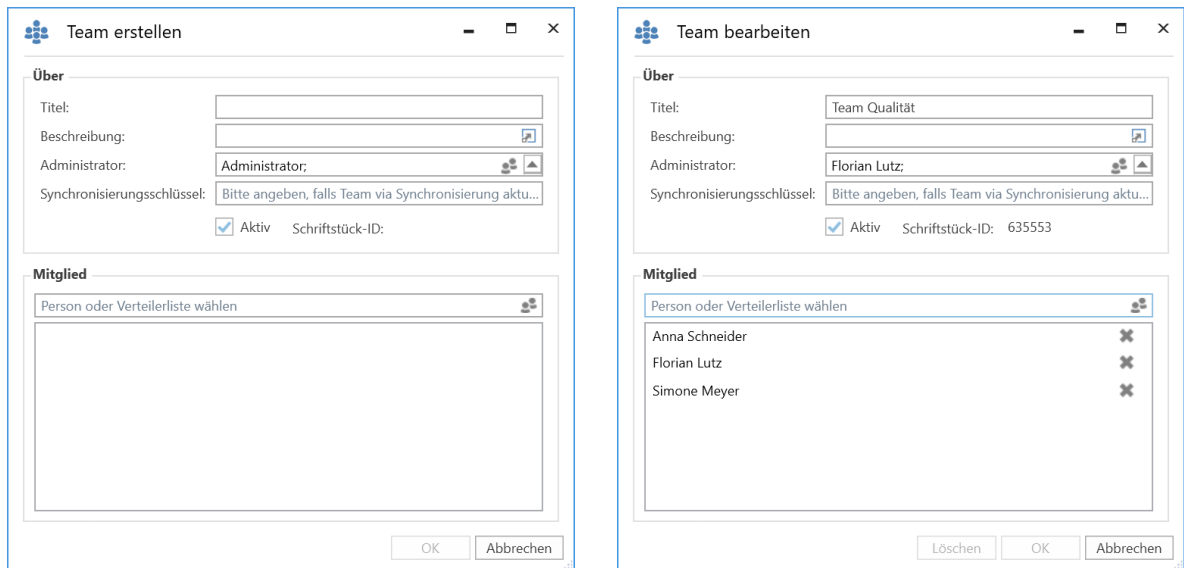 Team erstellen
Über
Titel:
Beschreibung:
Administrator: Administrator;
Synchronisierungsschlüssel: Bitte angeben, falls Team via Synchronisierung aktu...
Aktiv Schriftstück-ID:
Mitglied
Person oder Verteilerliste wählen
OK Abbrechen
Team bearbeiten
Über
Titel: Team Qualität
Beschreibung:
Administrator: Florian Lutz;
Synchronisierungsschlüssel: Bitte angeben, falls Team via Synchronisierung aktu...
Aktiv Schriftstück-ID: 635553
Mitglied
Person oder Verteilerliste wählen
Anna Schneider
Florian Lutz
Simone Meyer
Löschen OK Abbrechen